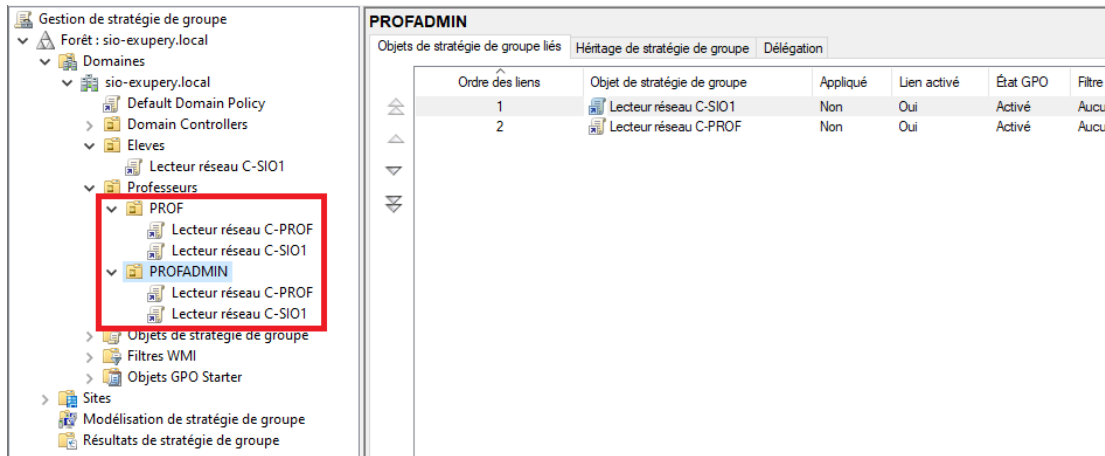 Gestion de stratégie de groupe
Forêt : sio-exupery.local
Domaines
sio-exupery.local
Default Domain Policy
Domain Controllers
Eleves
Lecteur réseau C-SIO1
Professeurs
PROF
Lecteur réseau C-PROF
Lecteur réseau C-SIO1
PROFADMIN
Lecteur réseau C-PROF
Lecteur réseau C-SIO1
Objets de stratégie de groupe
Filtres WMI
Objets GPO Starter
Sites
Modélisation de stratégie de groupe
Résultats de stratégie de groupe
PROFADMIN
Objets de stratégie de groupe liés Héritage de stratégie de groupe Délégation
Ordre des liens Objet de stratégie de groupe Appliqué Lien activé État GPO Filtre
1 Lecteur réseau C-SIO1 Non Oui Activé Aucu
2 Lecteur réseau C-PROF Non Oui Activé Aucu